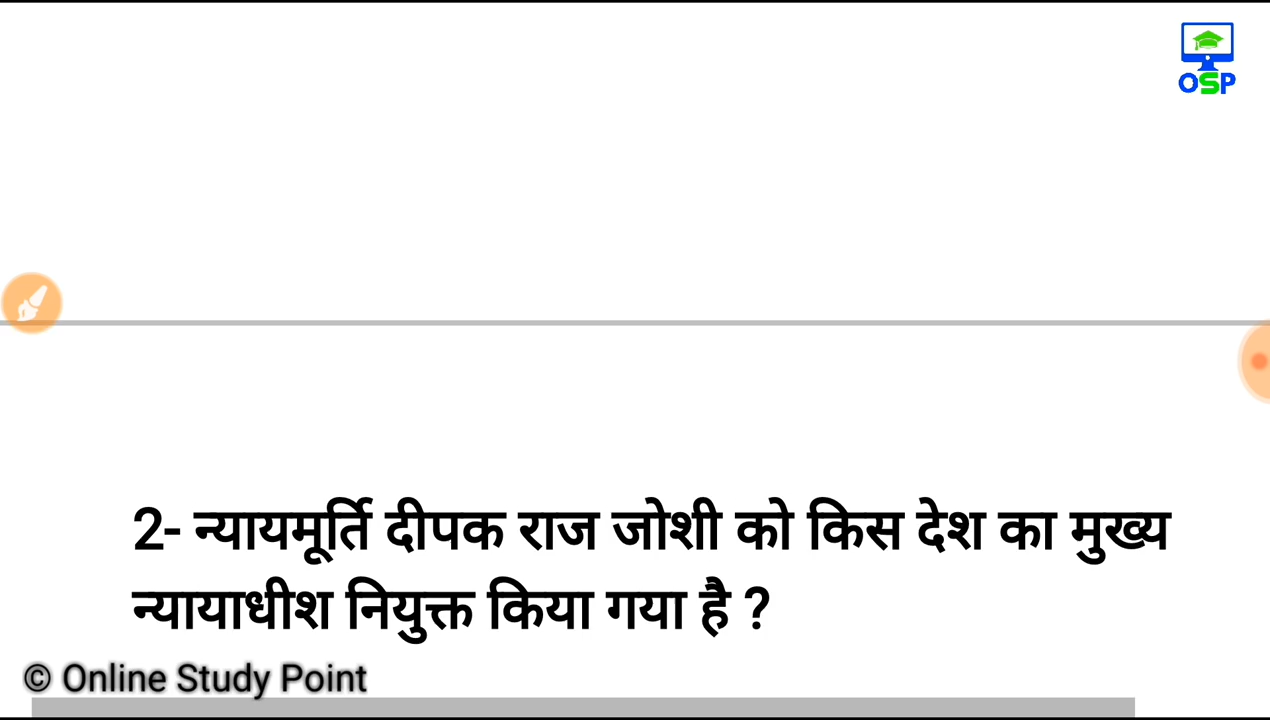 OSP
2- न्यायमूर्ति दीपक राज जोशी को किस देश का मुख्य
न्यायाधीश नियुक्त किया गया है ?
© Online Study Point